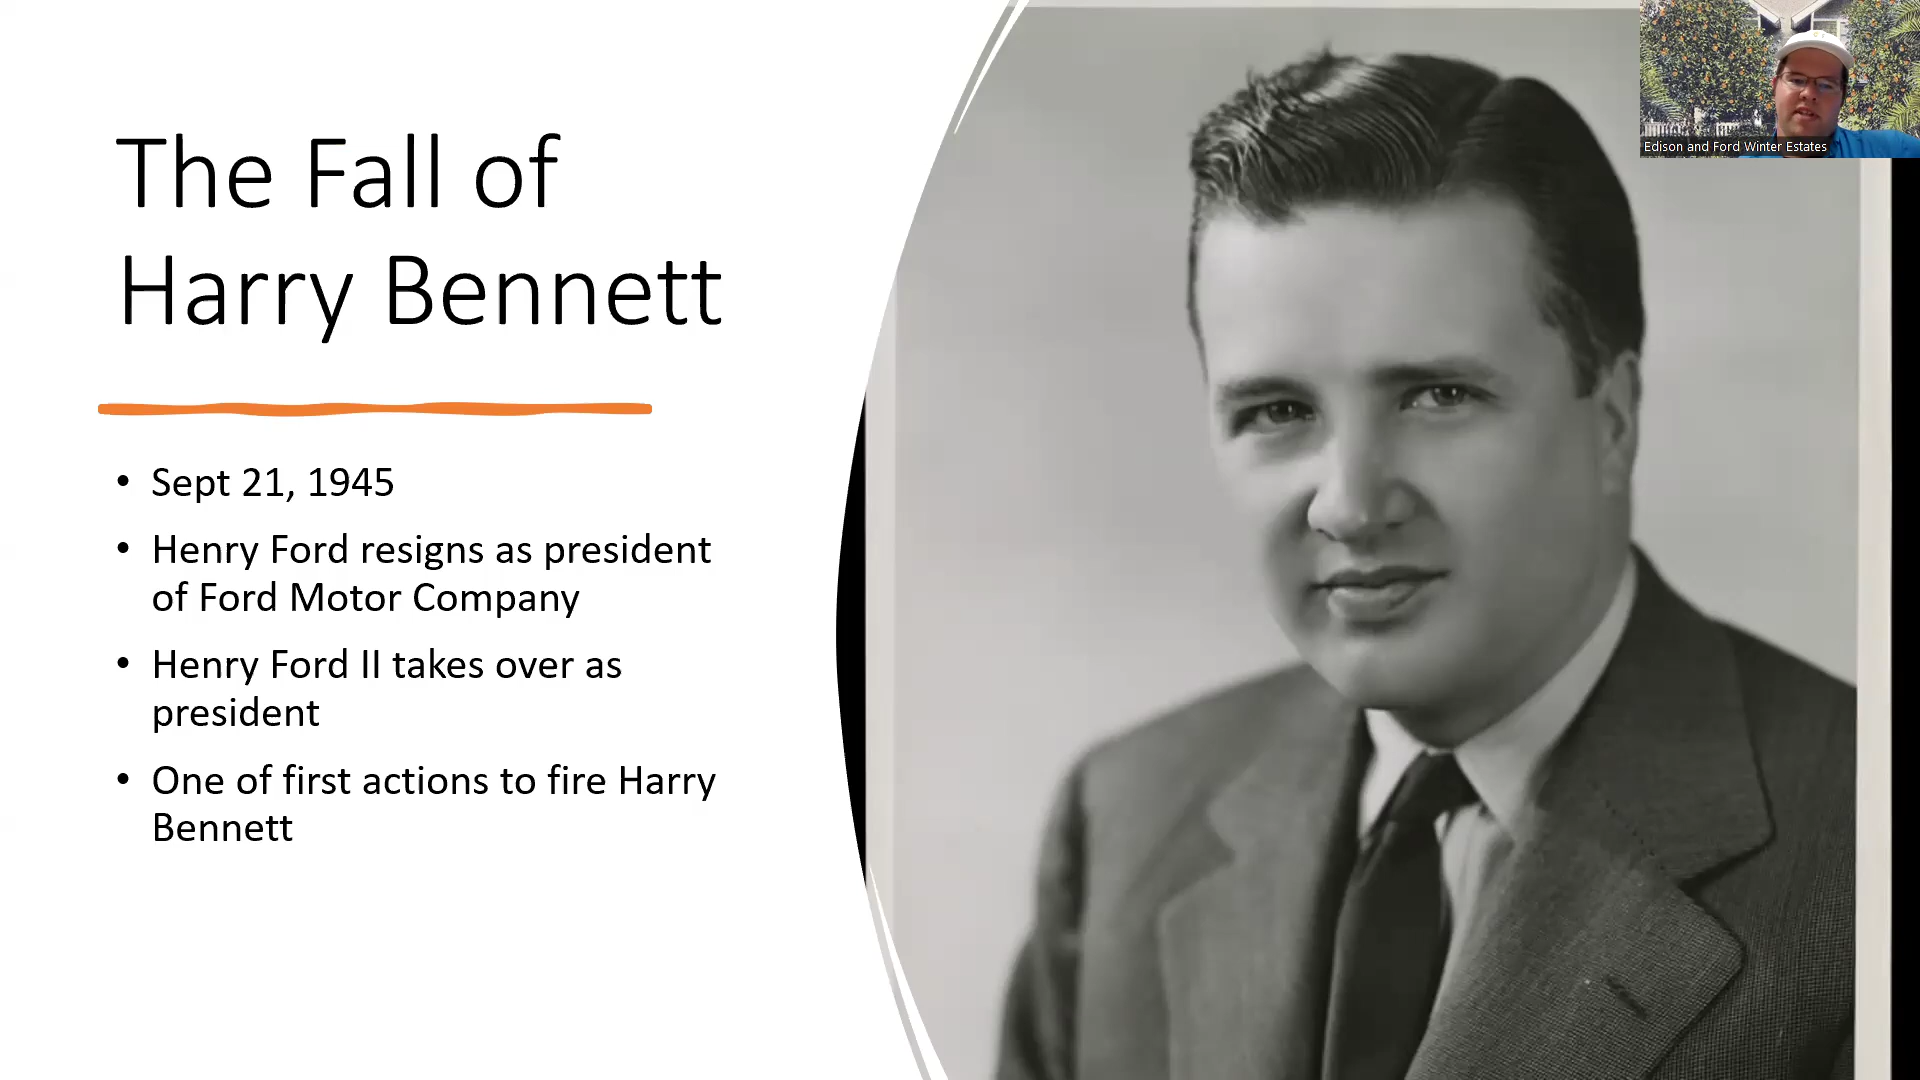 The Fall of
Harry Bennett
• Sept 21, 1945
• Henry Ford resigns as president
of Ford Motor Company
• Henry Ford II takes over as
president
• One of first actions to fire Harry
Bennett
Edison and Ford Winter Estates